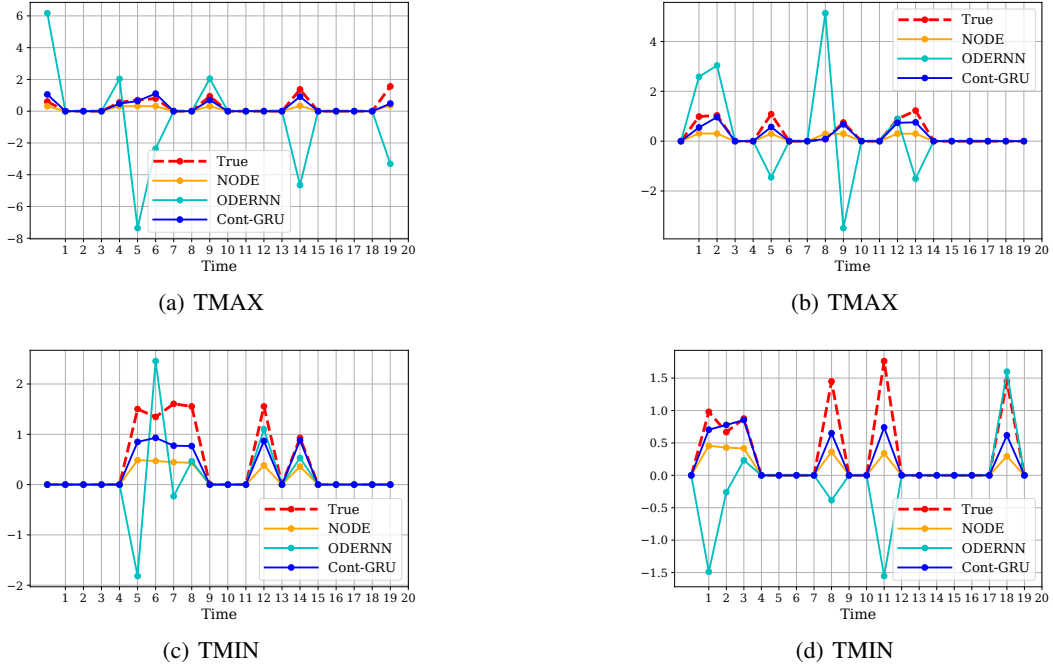 6
4
2
0
−2
−4
−6
−8
True
NODE
ODERNN
Cont-GRU
1 2 3 4 5 6 7 8 9 10 11 12 13 14 15 16 17 18 19 20
Time
(a) TMAX
4
2
0
−2
True
NODE
ODERNN
Cont-GRU
1 2 3 4 5 6 7 8 9 10 11 12 13 14 15 16 17 18 19 20
Time
(b) TMAX
2
1
0
−1
−2
True
NODE
ODERNN
Cont-GRU
1 2 3 4 5 6 7 8 9 10 11 12 13 14 15 16 17 18 19 20
Time
(c) TMIN
1.5
1.0
0.5
0.0
−0.5
−1.0
−1.5
True
NODE
ODERNN
Cont-GRU
1 2 3 4 5 6 7 8 9 10 11 12 13 14 15 16 17 18 19 20
Time
(d) TMIN